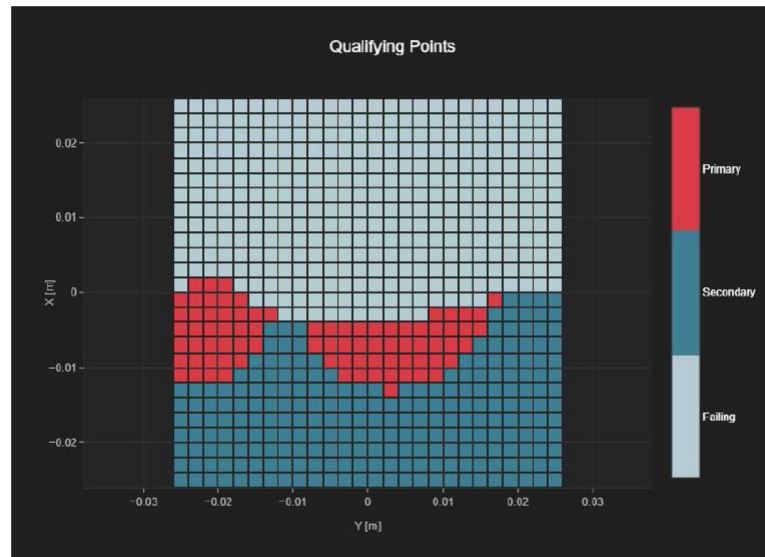 Qualifying Points
0.02
0.01
0
−0.01
−0.02
X [m]
−0.03
−0.02
−0.01
0
0.01
0.02
0.03
Y [m]
Primary
Secondary
Failing